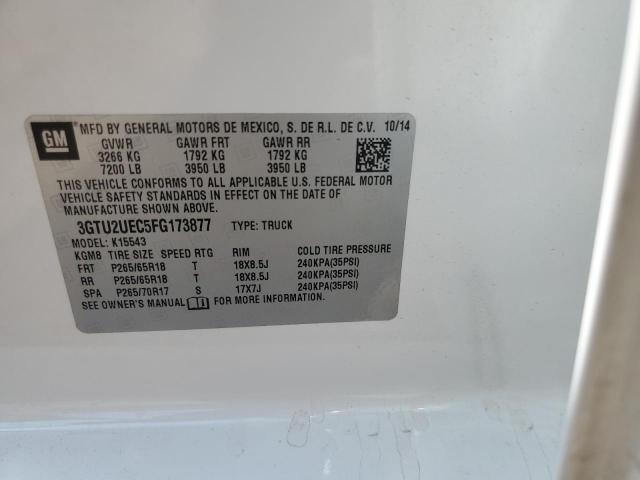 GM
MFD BY GENERAL MOTORS DE MEXICO, S. DE R.L. DE C.V. 10/14
GVWR GAWR FRT GAWR RR
3266 KG 1792 KG 1792 KG
7200 LB 3950 LB 3950 LB
THIS VEHICLE CONFORMS TO ALL APPLICABLE U.S. FEDERAL MOTOR
VEHICLE SAFETY STANDARDS IN EFFECT ON THE DATE OF
MANUFACTURE SHOWN ABOVE.
3GTU2UEC5FG173877 TYPE: TRUCK
MODEL: K15543
KGM8 TIRE SIZE SPEED RTG RIM COLD TIRE PRESSURE
FRT P265/65R18 T 18X8.5J 240KPA(35PSI)
RR P265/65R18 T 18X8.5J 240KPA(35PSI)
SPA P265/70R17 S 17X7J 240KPA(35PSI)
SEE OWNER'S MANUAL FOR MORE INFORMATION.